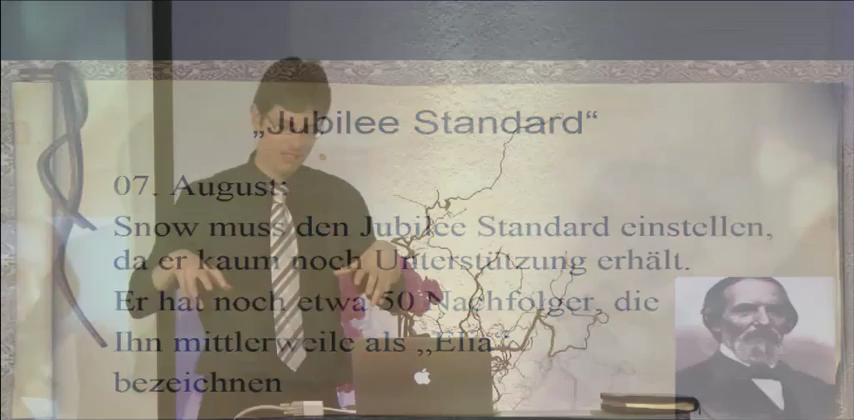 „Jubilee Standard“
07. August:
Snow muss den Jubilee Standard einstellen,
da er kaum noch Unterstützung erhält.
Er hat noch etwa 50 Nachfolger, die
Ihn mittlerweile als „Elia“
bezeichnen